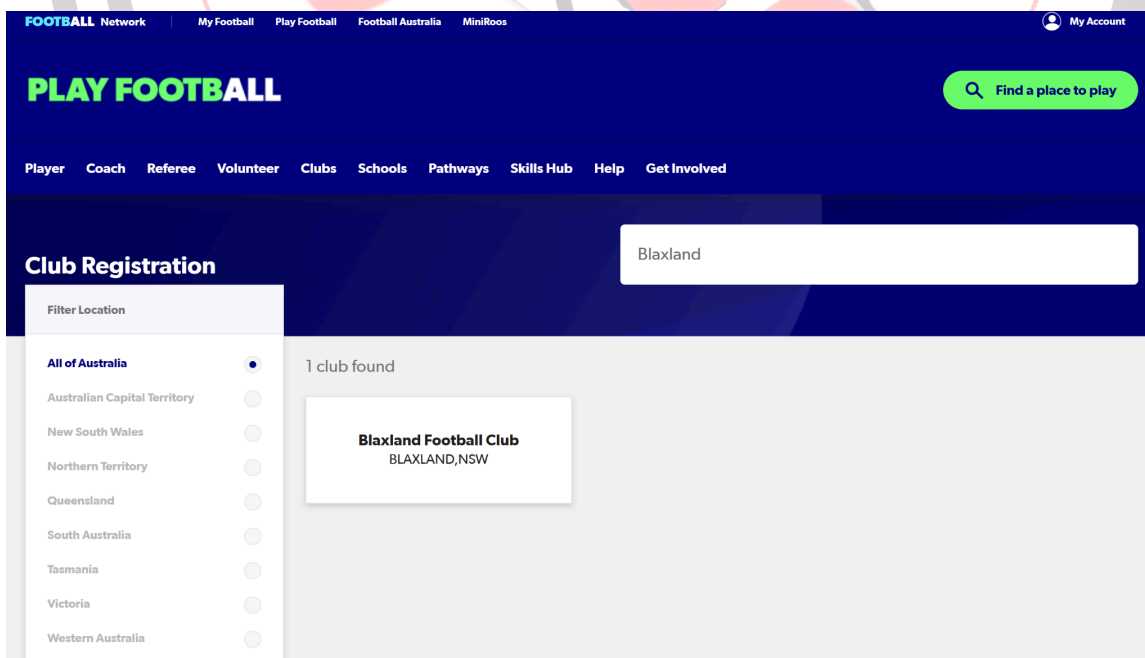 FOOTBALL Network My Football Play Football Football Australia MiniRoos My Account
PLAY FOOTBALL
Find a place to play
Player Coach Referee Volunteer Clubs Schools Pathways Skills Hub Help Get Involved
Blaxland
Club Registration
Filter Location
All of Australia
Australian Capital Territory
New South Wales
Northern Territory
Queensland
South Australia
Tasmania
Victoria
Western Australia
1 club found
Blaxland Football Club
BLAXLAND,NSW